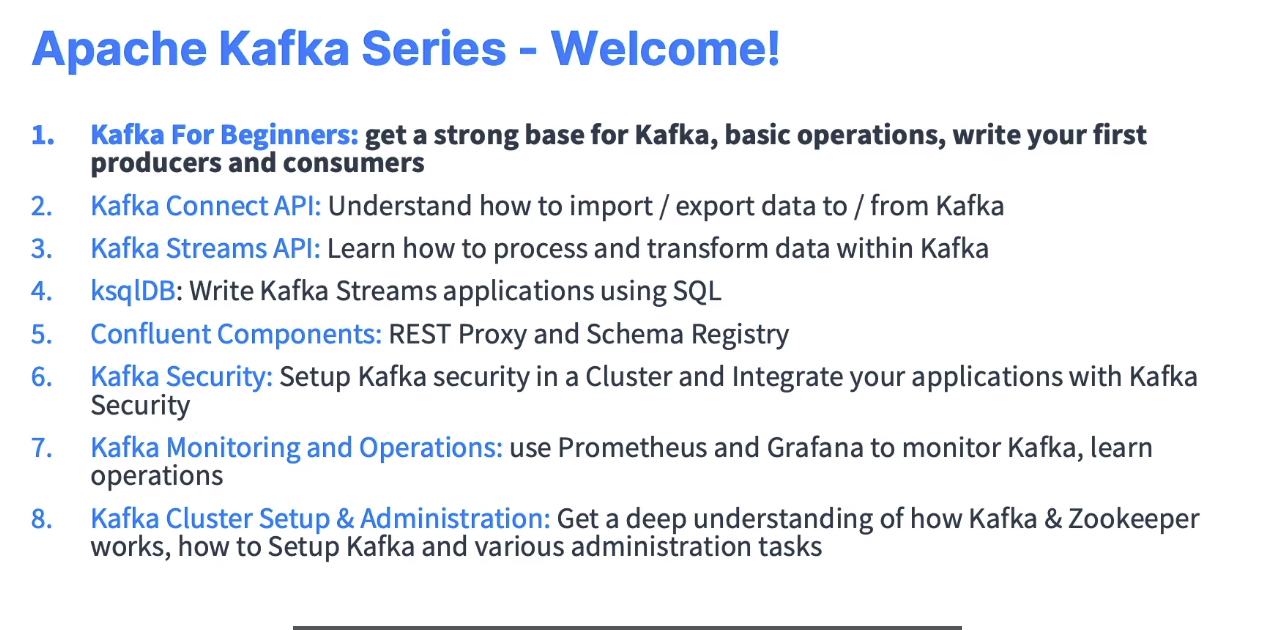 Apache Kafka Series - Welcome!
1. Kafka For Beginners: get a strong base for Kafka, basic operations, write your first
producers and consumers
2. Kafka Connect API: Understand how to import / export data to / from Kafka
3. Kafka Streams API: Learn how to process and transform data within Kafka
4. ksqlDB: Write Kafka Streams applications using SQL
5. Confluent Components: REST Proxy and Schema Registry
6. Kafka Security: Setup Kafka security in a Cluster and Integrate your applications with Kafka
Security
7. Kafka Monitoring and Operations: use Prometheus and Grafana to monitor Kafka, learn
operations
8. Kafka Cluster Setup & Administration: Get a deep understanding of how Kafka & Zookeeper
works, how to Setup Kafka and various administration tasks